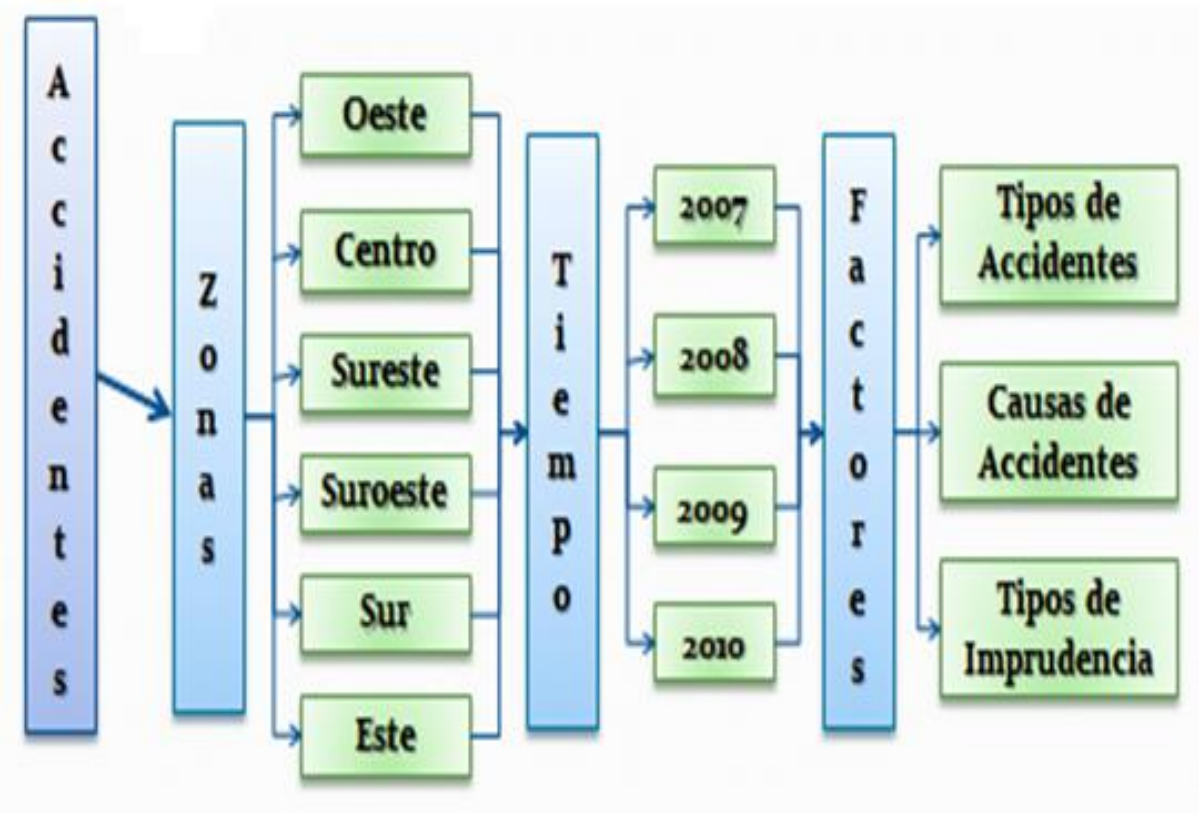 Accidentes
Zonas
Oeste
Centro
Sureste
Suroeste
Sur
Este
Tiempo
2007
2008
2009
2010
Factores
Tipos de
Accidentes
Causas de
Accidentes
Tipos de
Imprudencia